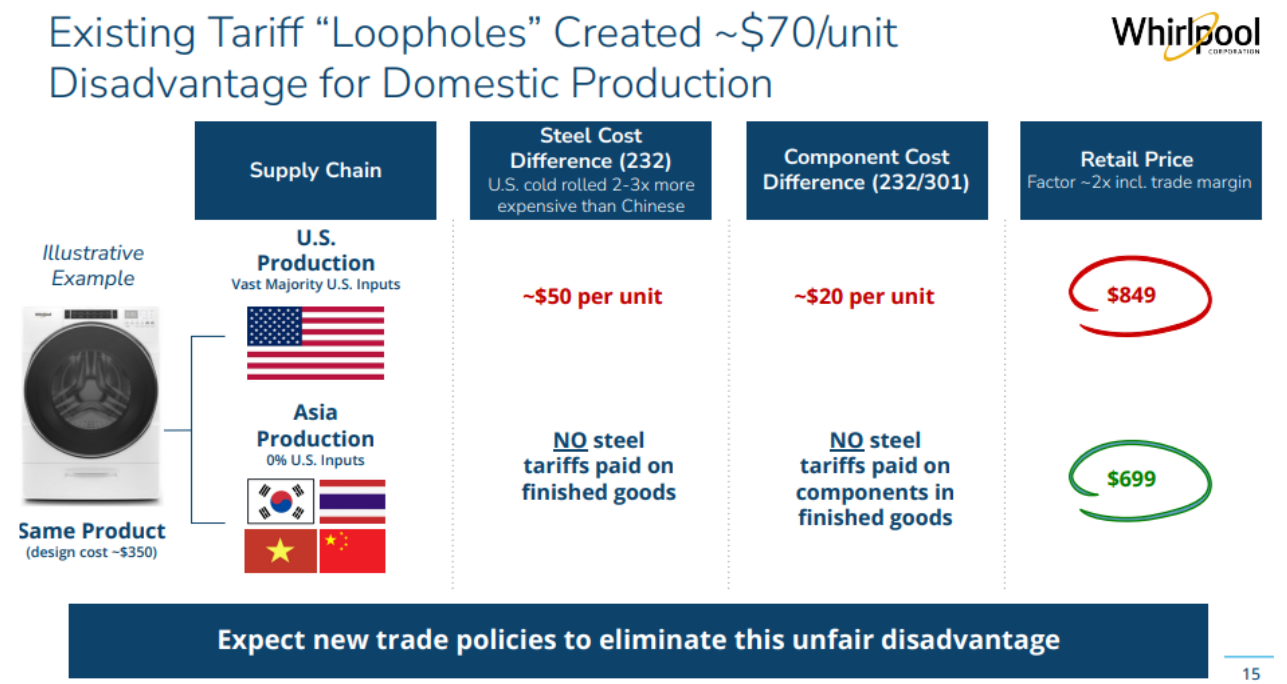 Existing Tariff “Loopholes” Created ~$70/unit
Disadvantage for Domestic Production
Whirlpool
CORPORATION
Supply Chain
Steel Cost
Difference (232)
U.S. cold rolled 2-3x more
expensive than Chinese
Component Cost
Difference (232/301)
Retail Price
Factor ~2x incl. trade margin
Illustrative
Example
U.S.
Production
Vast Majority U.S. Inputs
~$50 per unit
~$20 per unit
$849
Asia
Production
0% U.S. Inputs
NO steel
tariffs paid on
finished goods
NO steel
tariffs paid on
components in
finished goods
$699
Same Product
(design cost ~$350)
Expect new trade policies to eliminate this unfair disadvantage
15